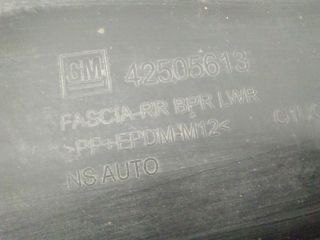 GM 42505613
FASCIA-RR BPR LWR
>PP+EPDM-M12<
NS AUTO